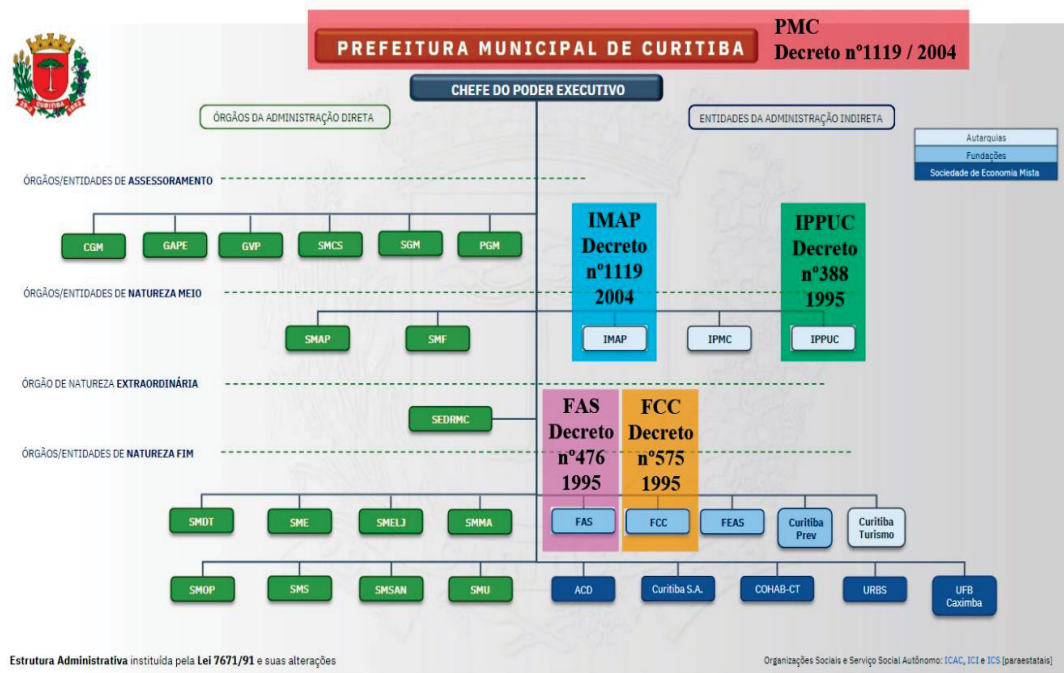 PREFEITURA MUNICIPAL DE CURITIBA
PMC
Decreto nº1119 / 2004
CHEFE DO PODER EXECUTIVO
ÓRGÃOS DA ADMINISTRAÇÃO DIRETA
ENTIDADES DA ADMINISTRAÇÃO INDIRETA
Autarquias
Fundações
Sociedade de Economia Mista
ÓRGÃOS/ENTIDADES DE ASSESSORAMENTO
CGM
GAPE
GVP
SMCS
SGM
PGM
IMAP
Decreto
nº1119
2004
IPPUC
Decreto
nº388
1995
ÓRGÃOS/ENTIDADES DE NATUREZA MEIO
SMAP
SMF
IMAP
IPMC
IPPUC
ÓRGÃO DE NATUREZA EXTRAORDINÁRIA
SEDRMC
FAS
Decreto
nº476
1995
FCC
Decreto
nº575
1995
ÓRGÃOS/ENTIDADES DE NATUREZA FIM
SMDT
SME
SMELJ
SMMA
FAS
FCC
FEAS
Curitiba
Prev
Curitiba
Turismo
SMOP
SMS
SMSAN
SMU
ACD
Curitiba S.A.
COHAB-CT
URBS
UFB
Caximba
Estrutura Administrativa instituída pela Lei 7671/91 e suas alterações
Organizações Sociais e Serviço Social Autônomo: ICAC, ICI e ICS [paraestatais]